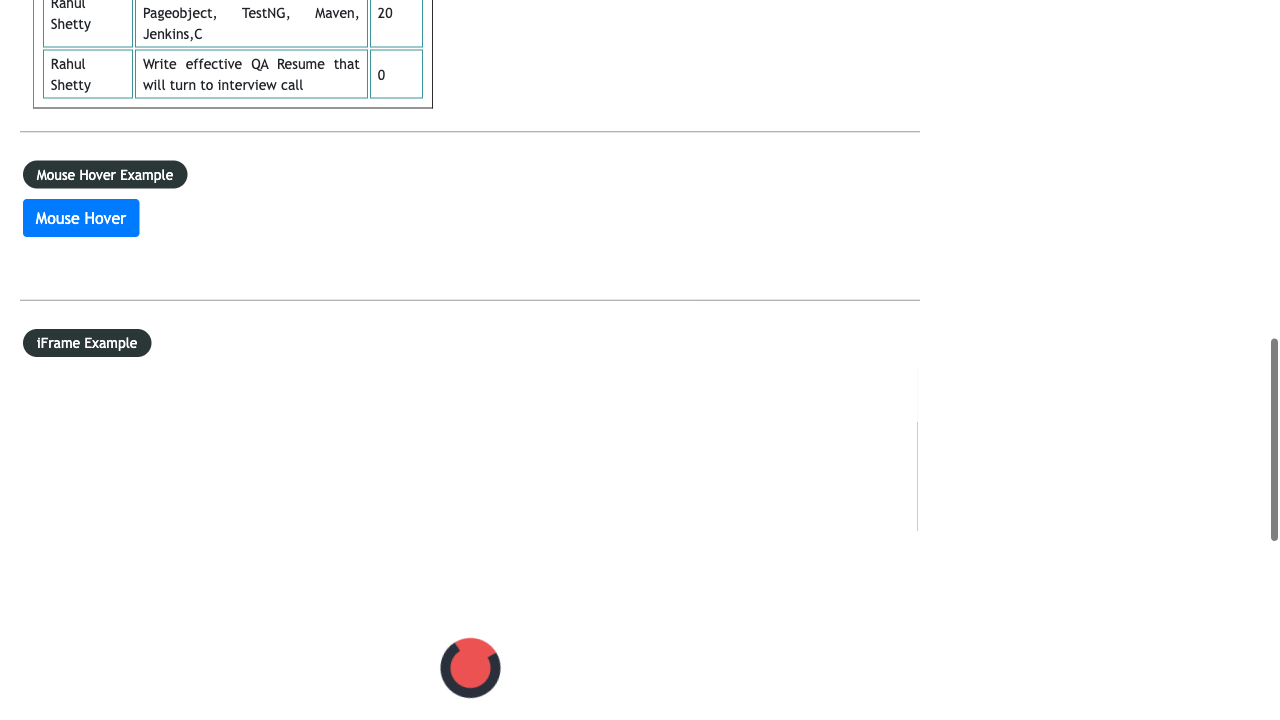 Rahul
Shetty
Pageobject, TestNG, Maven,
Jenkins,C
20
Rahul
Shetty
Write effective QA Resume that
will turn to interview call
0
Mouse Hover Example
Mouse Hover
iFrame Example